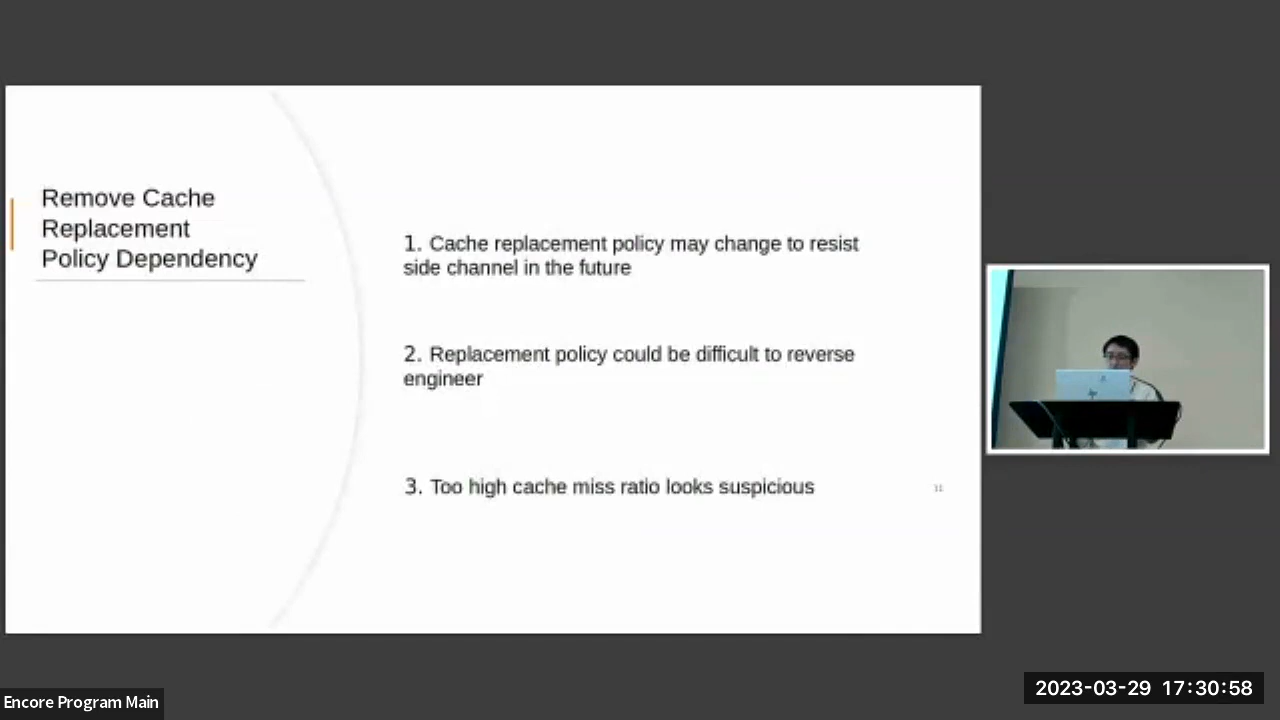 Remove Cache
Replacement
Policy Dependency
1. Cache replacement policy may change to resist
side channel in the future
2. Replacement policy could be difficult to reverse
engineer
3. Too high cache miss ratio looks suspicious
11
Encore Program Main
2023-03-29 17:30:58